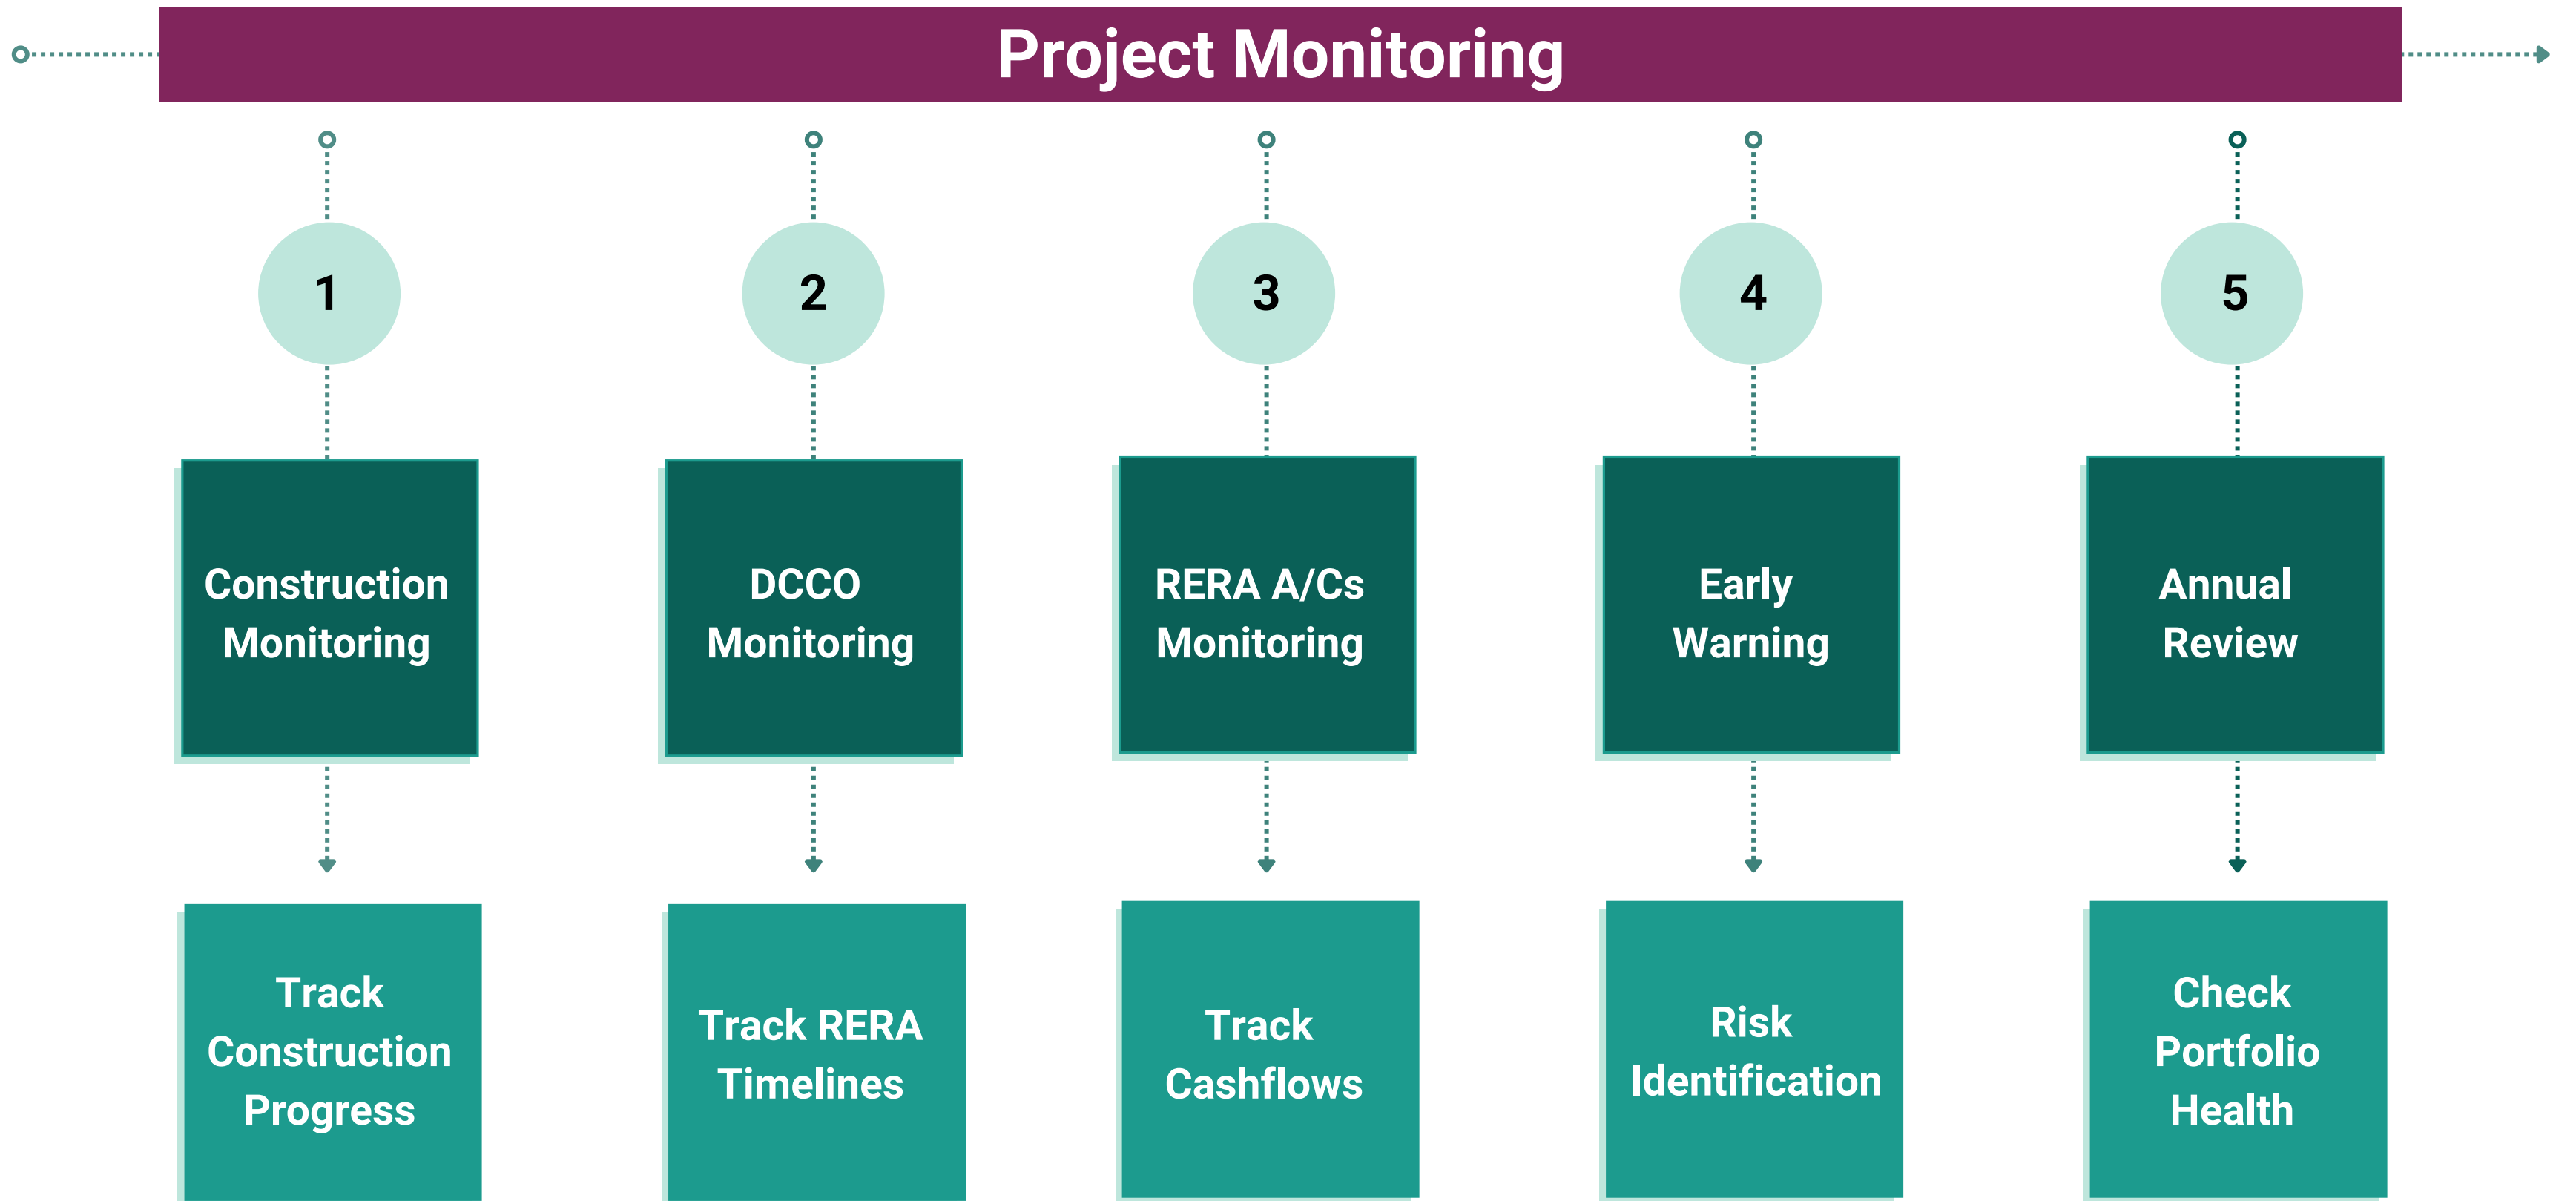 Project Monitoring
1
2
3
4
5
Construction
Monitoring
DCCO
Monitoring
RERA A/Cs
Monitoring
Early
Warning
Annual
Review
Track
Construction
Progress
Track RERA
Timelines
Track
Cashflows
Risk
Identification
Check
Portfolio
Health